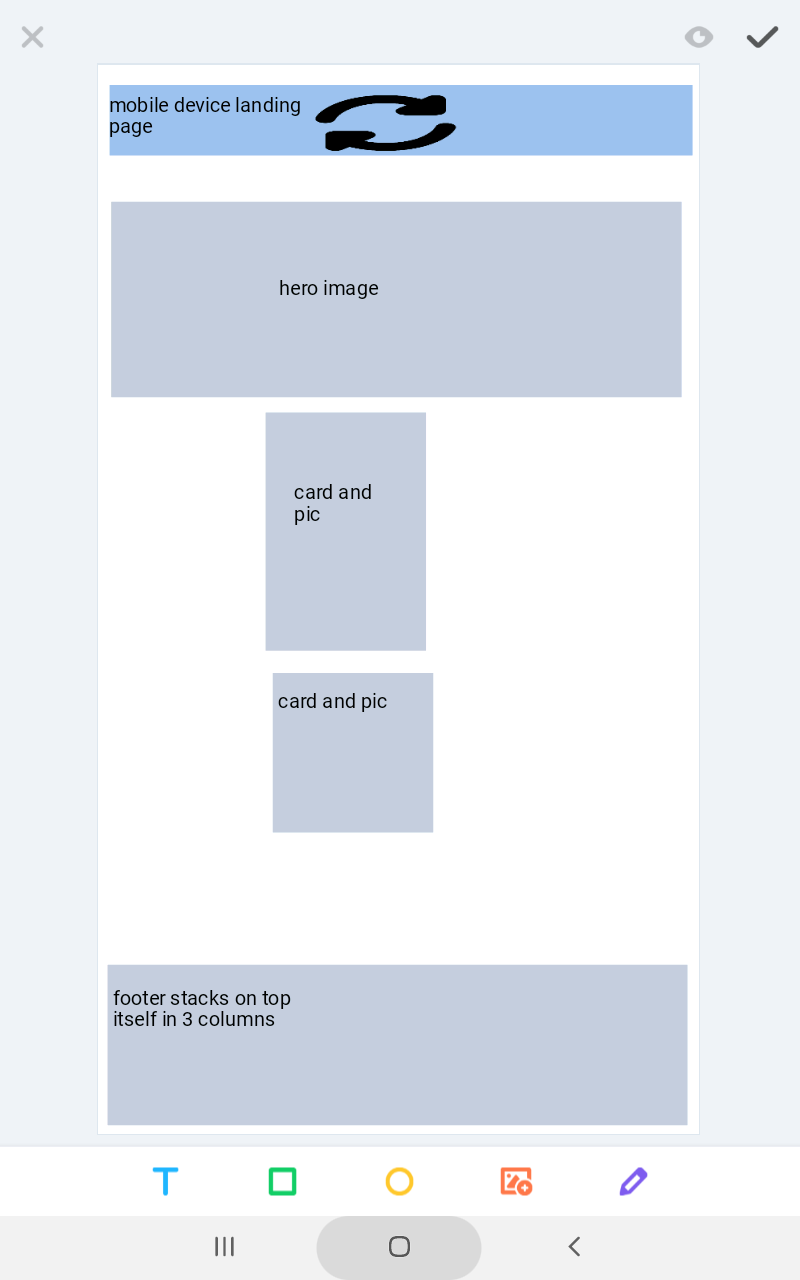 mobile device landing
page
hero image
card and
pic
card and pic
footer stacks on top
itself in 3 columns